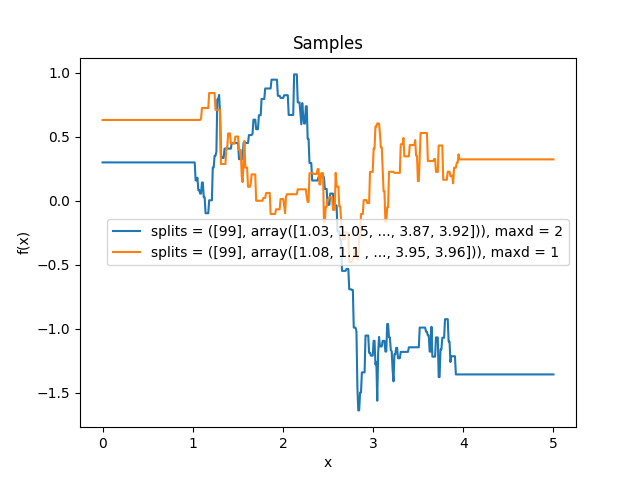 Samples
1.0
0.5
0.0
−0.5
−1.0
−1.5
f(x)
splits = ([99], array([1.03, 1.05, ..., 3.87, 3.92])), maxd = 2
splits = ([99], array([1.08, 1.1 , ..., 3.95, 3.96])), maxd = 1
0 1 2 3 4 5
x